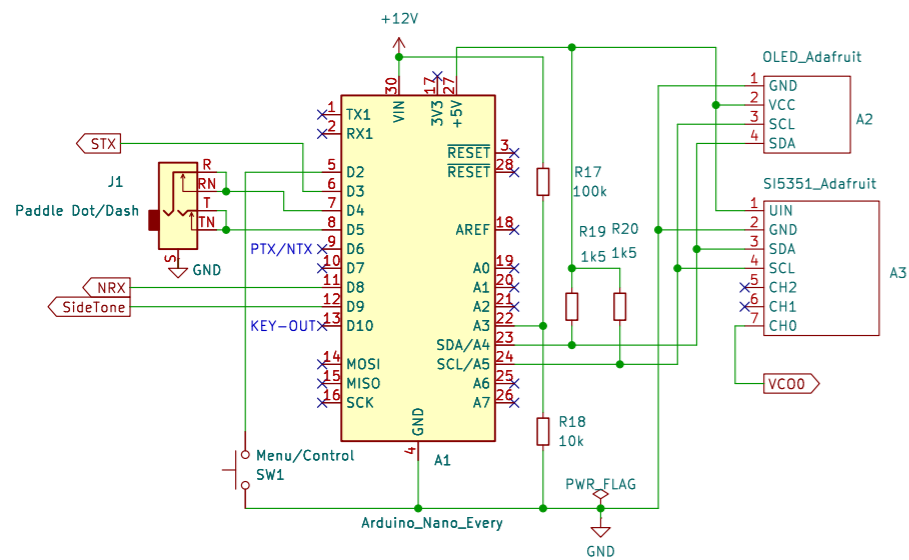 +12V
30
17
27
VIN
3V3
+5V
1 TX1
2 RX1
5 D2
6 D3
7 D4
8 D5
9 D6
10 D7
11 D8
12 D9
13 D10
14 MOSI
15 MISO
16 SCK
RESET 3
RESET 28
AREF 18
A0 19
A1 20
A2 21
A3 22
SDA/A4 23
SCL/A5 24
A6 25
A7 26
GND
4
A1
Arduino_Nano_Every
STX
J1
Paddle Dot/Dash
R
RN
T
TN
S
GND
PTX/NTX
NRX
SideTone
KEY-OUT
Menu/Control
SW1
R17
100k
R19
1k5
R20
1k5
R18
10k
PWR_FLAG
GND
OLED_Adafruit
1 GND
2 VCC
3 SCL
4 SDA
A2
SI5351_Adafruit
1 UIN
2 GND
3 SDA
4 SCL
5 CH2
6 CH1
7 CH0
A3
VCO0